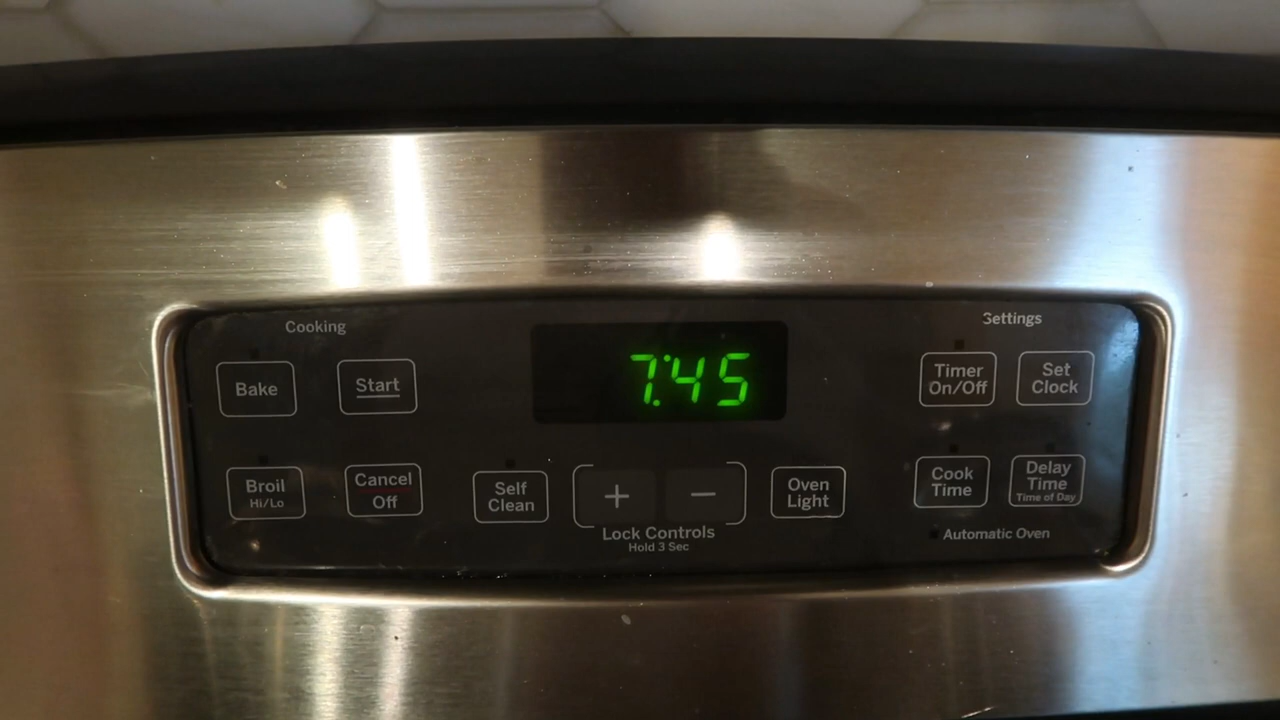 Cooking
Settings
Bake
Start
7:45
Timer
On/Off
Set
Clock
Broil
Hi/Lo
Cancel
Off
Self
Clean
+
−
Lock Controls
Hold 3 Sec
Oven
Light
Cook
Time
Delay
Time
Time of Day
Automatic Oven